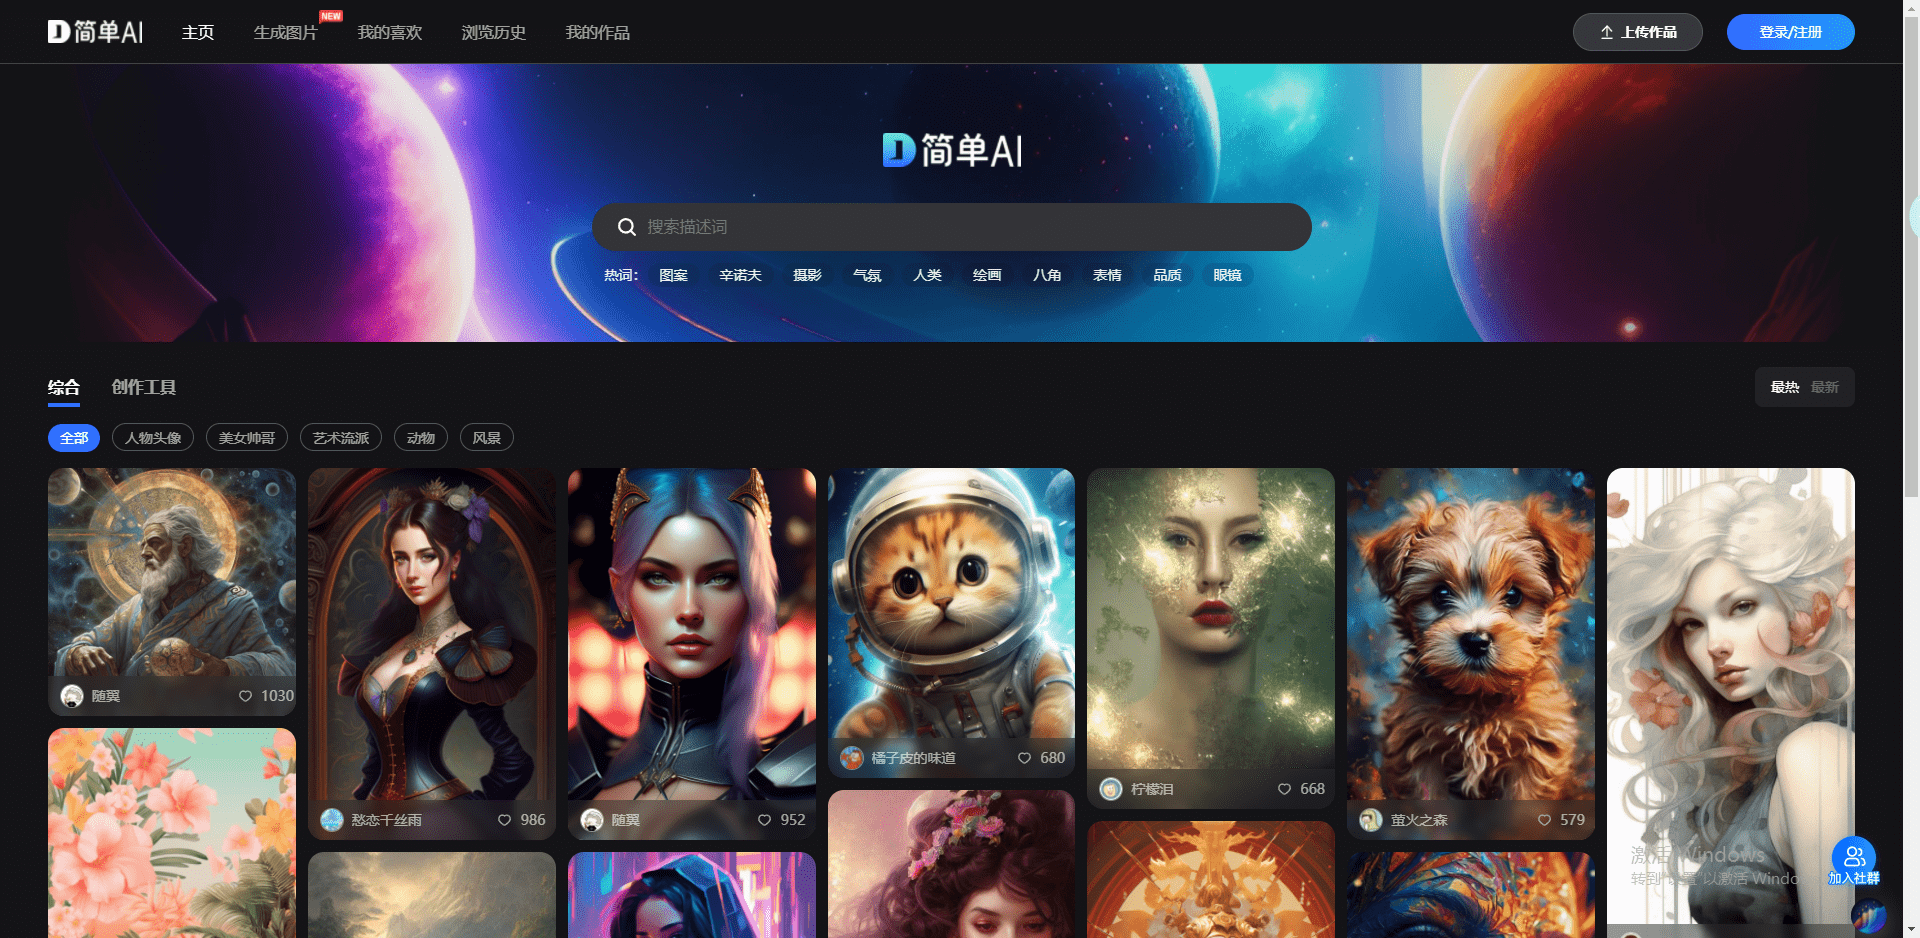 简单AI 主页 生成图片 NEW 我的喜欢 浏览历史 我的作品 上传作品 登录/注册
简单AI
搜索描述词
热词： 图案 辛诺夫 摄影 气氛 人类 绘画 八角 表情 品质 眼镜
综合 创作工具 最热 最新
全部 人物头像 美女帅哥 艺术流派 动物 风景
随翼 1030
橘子皮的味道 680
柠檬泪 668
愁恋千丝雨 986
随翼 952
萤火之森 579
激活 Windows
转到"设置"以激活 Windo
加入社群